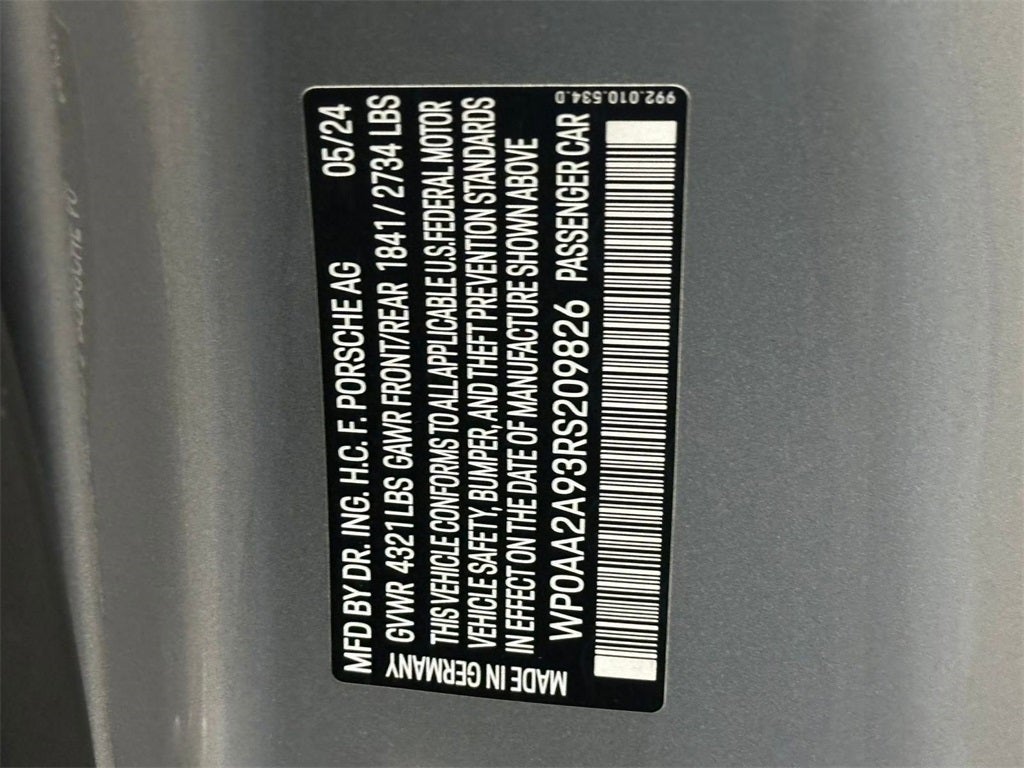 MFD BY DR. ING. H.C. F. PORSCHE AG 05/24
GVWR 4321 LBS GAWR FRONT/REAR 1841 / 2734 LBS
THIS VEHICLE CONFORMS TO ALL APPLICABLE U.S. FEDERAL MOTOR
VEHICLE SAFETY, BUMPER, AND THEFT PREVENTION STANDARDS
IN EFFECT ON THE DATE OF MANUFACTURE SHOWN ABOVE
WP0AA2A93RS209826 PASSENGER CAR
MADE IN GERMANY
992.010.534.D